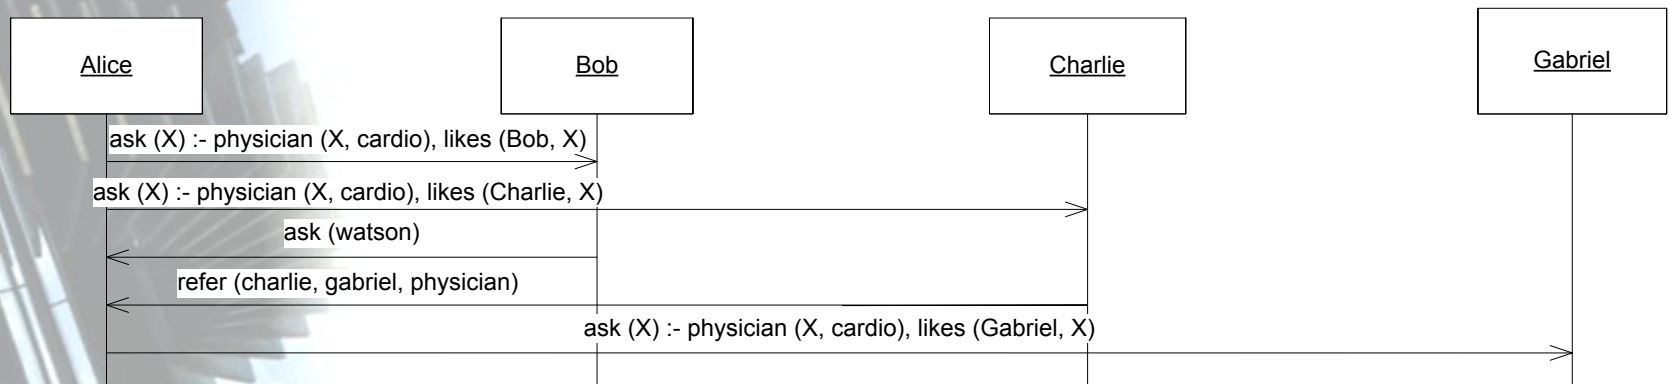 Alice
Bob
Charlie
Gabriel
ask (X) :- physician (X, cardio), likes (Bob, X)
ask (X) :- physician (X, cardio), likes (Charlie, X)
ask (watson)
refer (charlie, gabriel, physician)
ask (X) :- physician (X, cardio), likes (Gabriel, X)